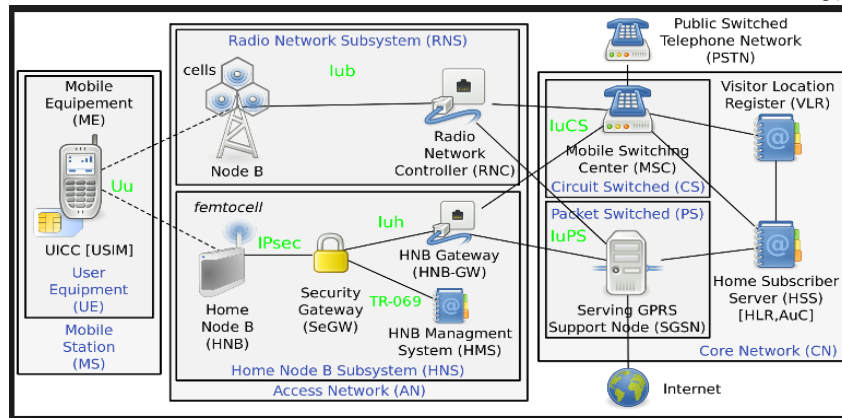 Radio Network Subsystem (RNS)
cells
Iub
Node B
Radio
Network
Controller (RNC)
Public Switched
Telephone Network
(PSTN)
Mobile
Equipement
(ME)
Uu
UICC [USIM]
User
Equipment
(UE)
Mobile
Station
(MS)
femtocell
IPsec
Iuh
Home
Node B
(HNB)
Security
Gateway
(SeGW)
HNB Gateway
(HNB-GW)
TR-069
HNB Managment
System (HMS)
Home Node B Subsystem (HNS)
Access Network (AN)
IuCS
Mobile Switching
Center (MSC)
Circuit Switched (CS)
Visitor Location
Register (VLR)
Packet Switched (PS)
IuPS
Serving GPRS
Support Node (SGSN)
Home Subscriber
Server (HSS)
[HLR,AuC]
Core Network (CN)
Internet